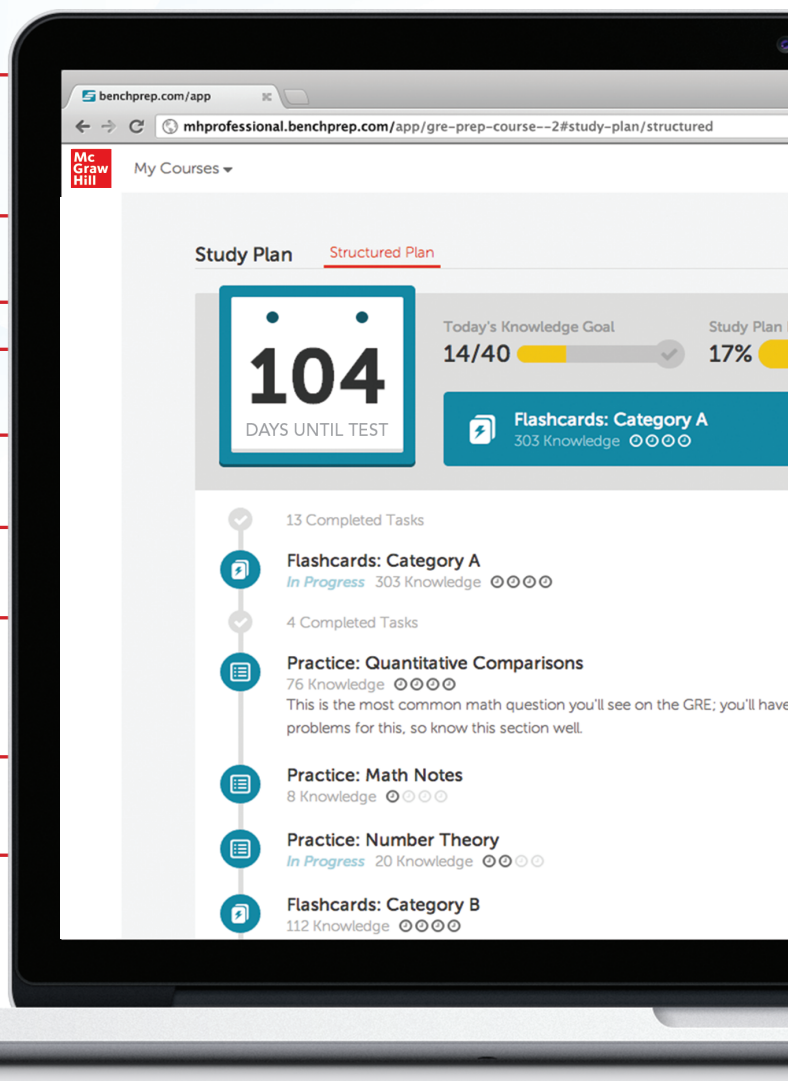 benchprep.com/app
mhprofessional.benchprep.com/app/gre-prep-course--2#study-plan/structured
Mc
Graw
Hill
My Courses
Study Plan
Structured Plan
104
DAYS UNTIL TEST
Today's Knowledge Goal
14/40
Study Plan
17%
Flashcards: Category A
303 Knowledge
13 Completed Tasks
Flashcards: Category A
In Progress 303 Knowledge
4 Completed Tasks
Practice: Quantitative Comparisons
76 Knowledge
This is the most common math question you'll see on the GRE; you'll have
problems for this, so know this section well.
Practice: Math Notes
8 Knowledge
Practice: Number Theory
In Progress 20 Knowledge
Flashcards: Category B
112 Knowledge